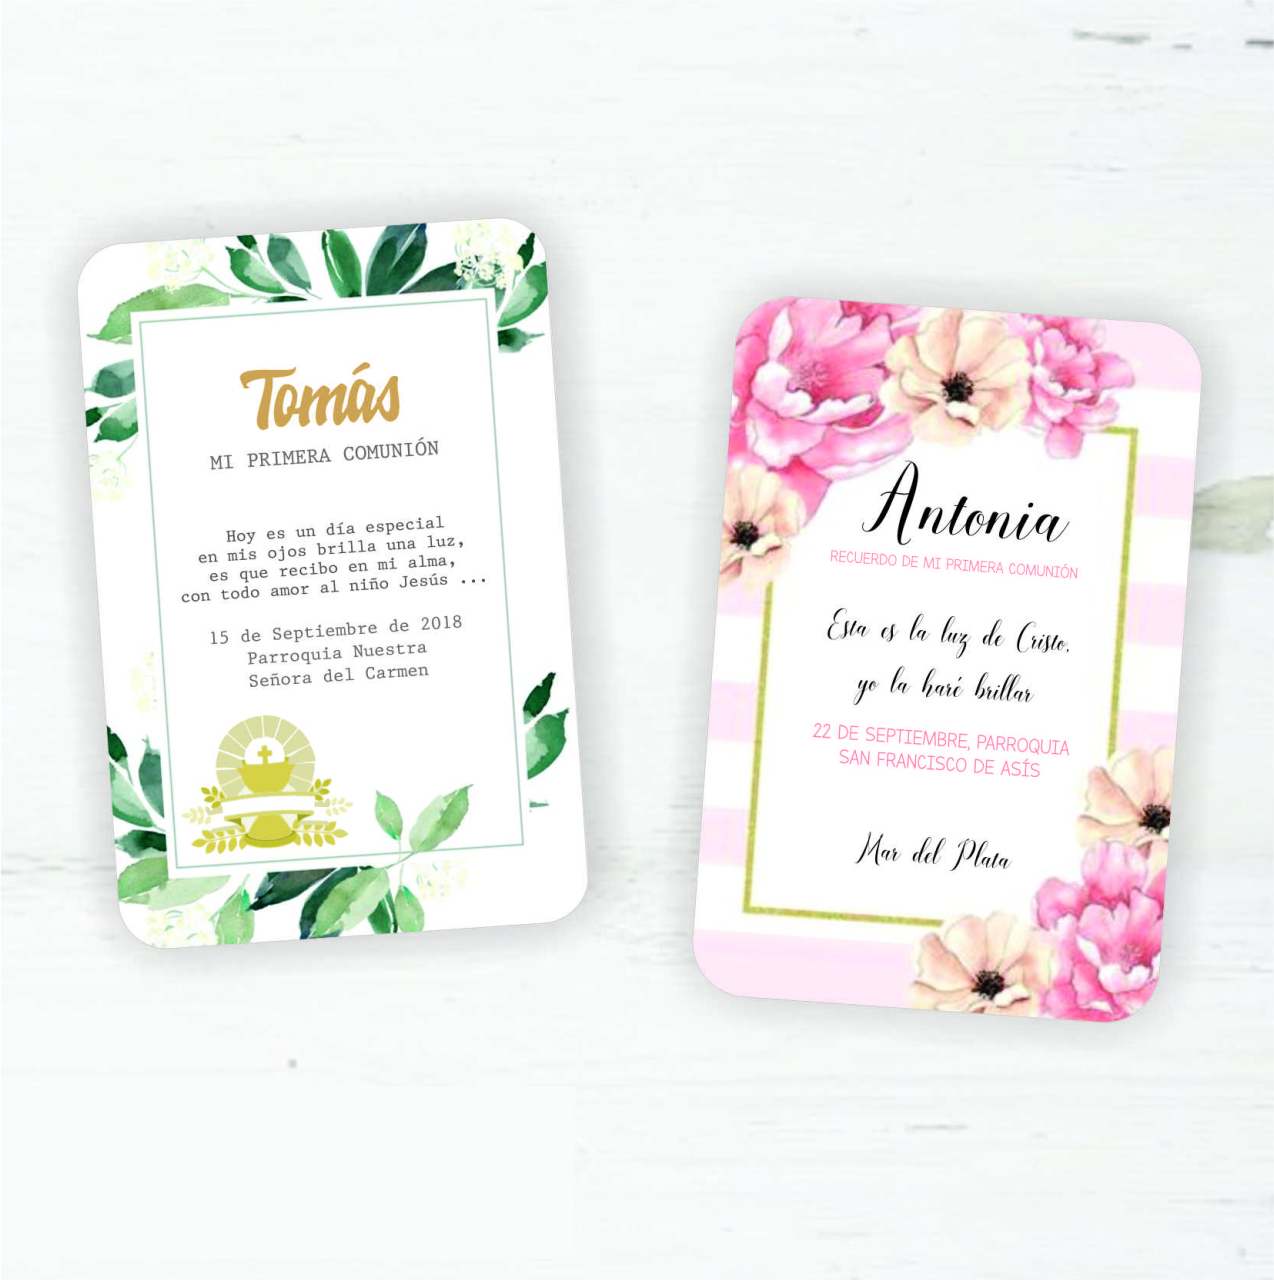 Tomás
MI PRIMERA COMUNIÓN
Hoy es un día especial
en mis ojos brilla una luz,
es que recibo en mi alma,
con todo amor al niño Jesús ...
15 de Septiembre de 2018
Parroquia Nuestra
Señora del Carmen
Antonia
RECUERDO DE MI PRIMERA COMUNIÓN
Esta es la luz de Cristo,
yo la haré brillar
22 DE SEPTIEMBRE, PARROQUIA
SAN FRANCISCO DE ASÍS
Mar del Plata